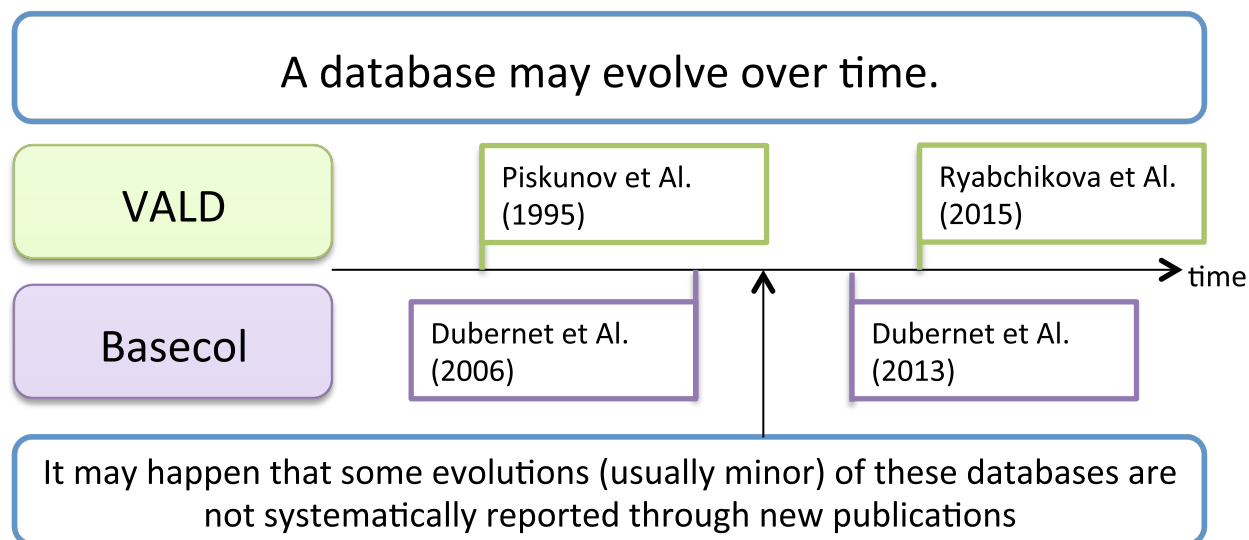 A database may evolve over time.
VALD
Piskunov et Al.
(1995)
Ryabchikova et Al.
(2015)
time
Basecol
Dubernet et Al.
(2006)
Dubernet et Al.
(2013)
It may happen that some evolutions (usually minor) of these databases are
not systematically reported through new publications